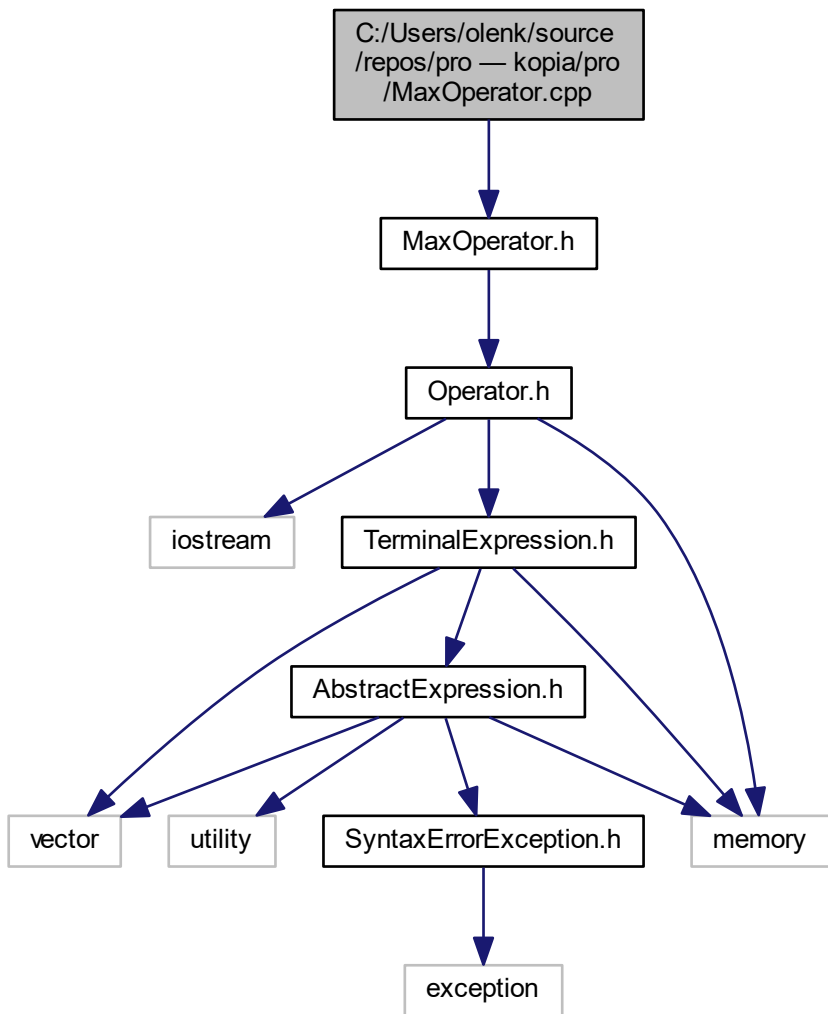 C:/Users/olenk/source
/repos/pro — kopia/pro
/MaxOperator.cpp
MaxOperator.h
Operator.h
iostream
TerminalExpression.h
AbstractExpression.h
vector
utility
SyntaxErrorException.h
memory
exception